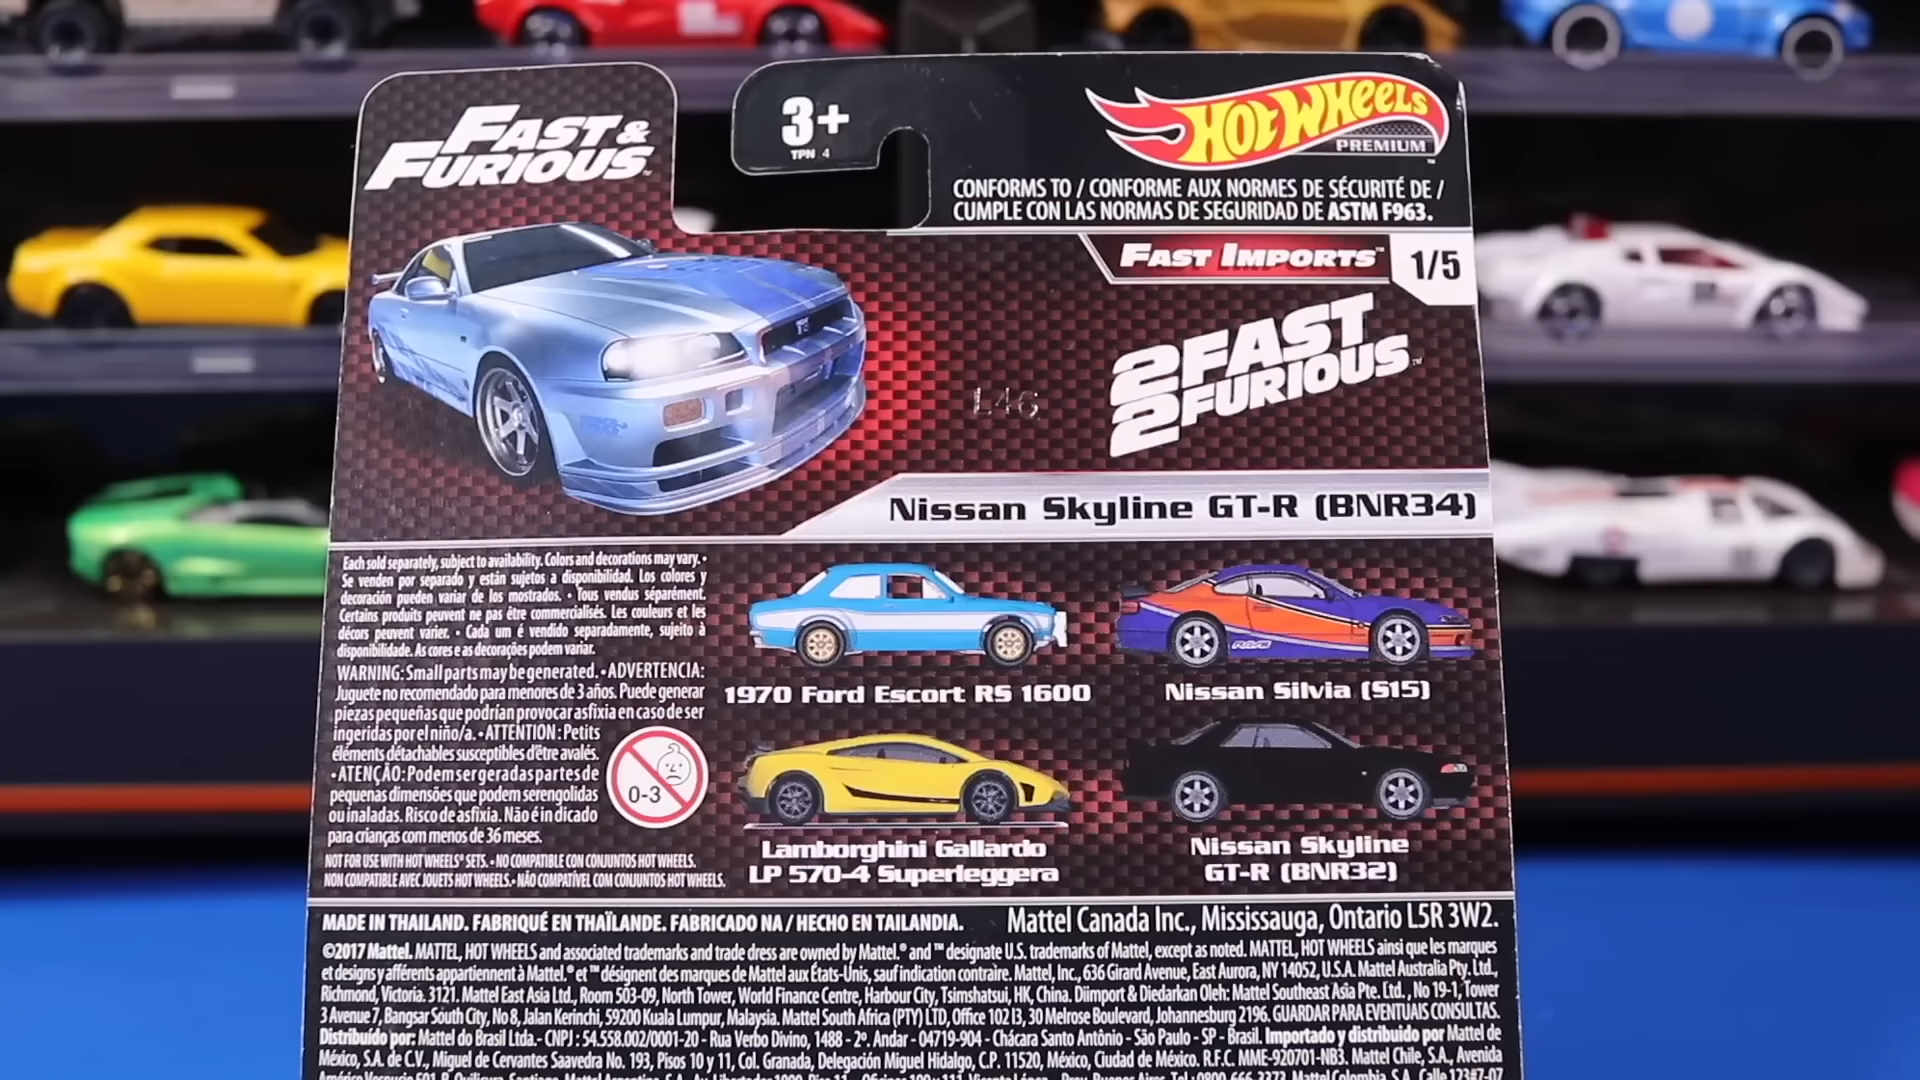 FAST &
FURIOUS
3+
TPN 4
HOT WHEELS
PREMIUM
CONFORMS TO / CONFORME AUX NORMES DE SÉCURITÉ DE /
CUMPLE CON LAS NORMAS DE SEGURIDAD DE ASTM F963.
FAST IMPORTS™ 1/5
2 FAST
2 FURIOUS™
L46
Nissan Skyline GT-R (BNR34)
Each sold separately, subject to availability. Colors and decorations may vary. •
Se venden por separado y están sujetos a disponibilidad. Los colores y
decoración pueden variar de los mostrados. • Tous vendus séparément.
Certains produits peuvent ne pas être commercialisés. Les couleurs et les
décors peuvent varier. • Cada um é vendido separadamente, sujeito à
disponibilidade. As cores e as decorações podem variar.
WARNING: Small parts may be generated. • ADVERTENCIA:
Juguete no recomendado para menores de 3 años. Puede generar
piezas pequeñas que podrían provocar asfixia en caso de ser
ingeridas por el niño/a. • ATTENTION : Petits
éléments détachables susceptibles d'être avalés.
• ATENÇÃO: Podem ser geradas partes de
pequenas dimensões que podem ser engolidas
ou inaladas. Risco de asfixia. Não é indicado
para crianças com menos de 36 meses.
0-3
NOT FOR USE WITH HOT WHEELS® SETS. • NO COMPATIBLE CON CONJUNTOS HOT WHEELS.
NON COMPATIBLE AVEC JOUETS HOT WHEELS. • NÃO COMPATÍVEL COM CONJUNTOS HOT WHEELS.
1970 Ford Escort RS 1600
Nissan Silvia (S15)
Lamborghini Gallardo
LP 570-4 Superleggera
Nissan Skyline
GT-R (BNR32)
MADE IN THAILAND. FABRIQUÉ EN THAÏLANDE. FABRICADO NA / HECHO EN TAILANDIA. Mattel Canada Inc., Mississauga, Ontario L5R 3W2.
©2017 Mattel. MATTEL, HOT WHEELS and associated trademarks and trade dress are owned by Mattel.® and ™ designate U.S. trademarks of Mattel, except as noted. MATTEL, HOT WHEELS ainsi que les marques
et designs y afférents appartiennent à Mattel.® et ™ désignent des marques de Mattel aux États-Unis, sauf indication contraire. Mattel, Inc., 636 Girard Avenue, East Aurora, NY 14052, U.S.A. Mattel Australia Pty. Ltd.,
Richmond, Victoria. 3121. Mattel East Asia Ltd., Room 503-09, North Tower, World Finance Centre, Harbour City, Tsimshatsui, HK, China. Diimport & Diedarkan Oleh: Mattel Southeast Asia Pte. Ltd., No 19-1, Tower
3 Avenue 7, Bangsar South City, No 8, Jalan Kerinchi, 59200 Kuala Lumpur, Malaysia. Mattel South Africa (PTY) LTD, Office 102 I3, 30 Melrose Boulevard, Johannesburg 2196. GUARDAR PARA EVENTUAIS CONSULTAS.
Distribuído por: Mattel do Brasil Ltda.- CNPJ : 54.558.002/0001-20 - Rua Verbo Divino, 1488 - 2º. Andar - 04719-904 - Chácara Santo Antônio - São Paulo - SP - Brasil. Importado y distribuido por Mattel de
México, S.A. de C.V., Miguel de Cervantes Saavedra No. 193, Pisos 10 y 11, Col. Granada, Delegación Miguel Hidalgo, C.P. 11520, México, Ciudad de México. R.F.C. MME-920701-NB3. Mattel Chile, S.A., Avenida